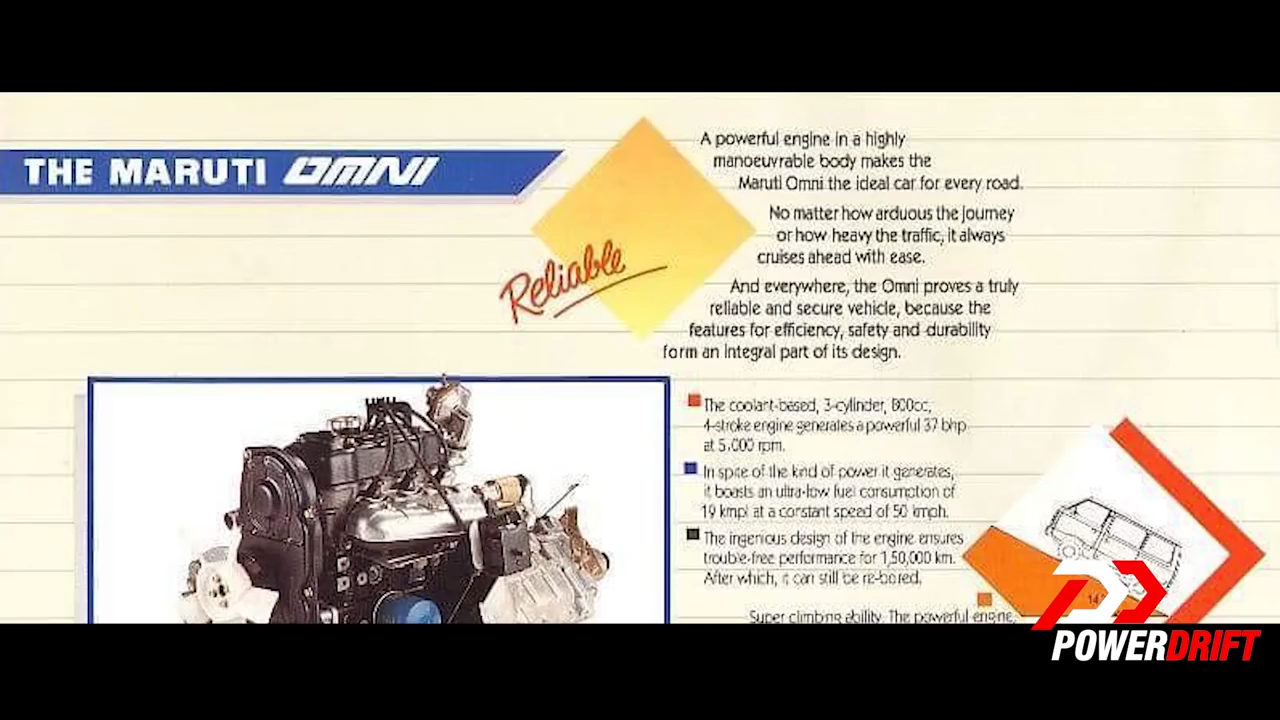 THE MARUTI OMNI
Reliable
A powerful engine in a highly
manoeuvrable body makes the
Maruti Omni the ideal car for every road.
No matter how arduous the journey
or how heavy the traffic, it always
cruises ahead with ease.
And everywhere, the Omni proves a truly
reliable and secure vehicle, because the
features for efficiency, safety and durability
form an integral part of its design.
The coolant-based, 3-cylinder, 800cc,
4-stroke engine generates a powerful 37 bhp
at 5,000 rpm.
In spite of the kind of power it generates,
it boasts an ultra-low fuel consumption of
19 kmpl at a constant speed of 50 kmph.
The ingenious design of the engine ensures
trouble-free performance for 1,50,000 km.
After which, it can still be re-bored.
Super climbing ability. The powerful engine,
POWERDRIFT